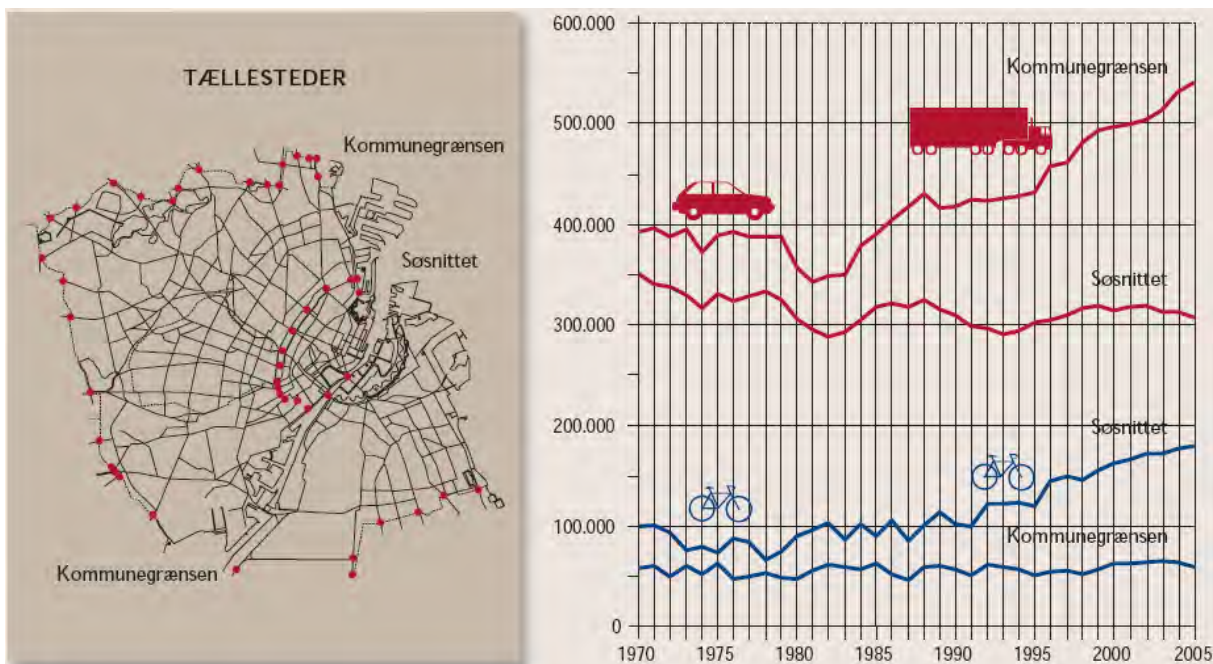 TÆLLESTEDER
Kommunegrænsen
Søsnittet
Kommunegrænsen
600.000
500.000
400.000
300.000
200.000
100.000
0
Kommunegrænsen
Søsnittet
Søsnittet
Kommunegrænsen
1970 1975 1980 1985 1990 1995 2000 2005